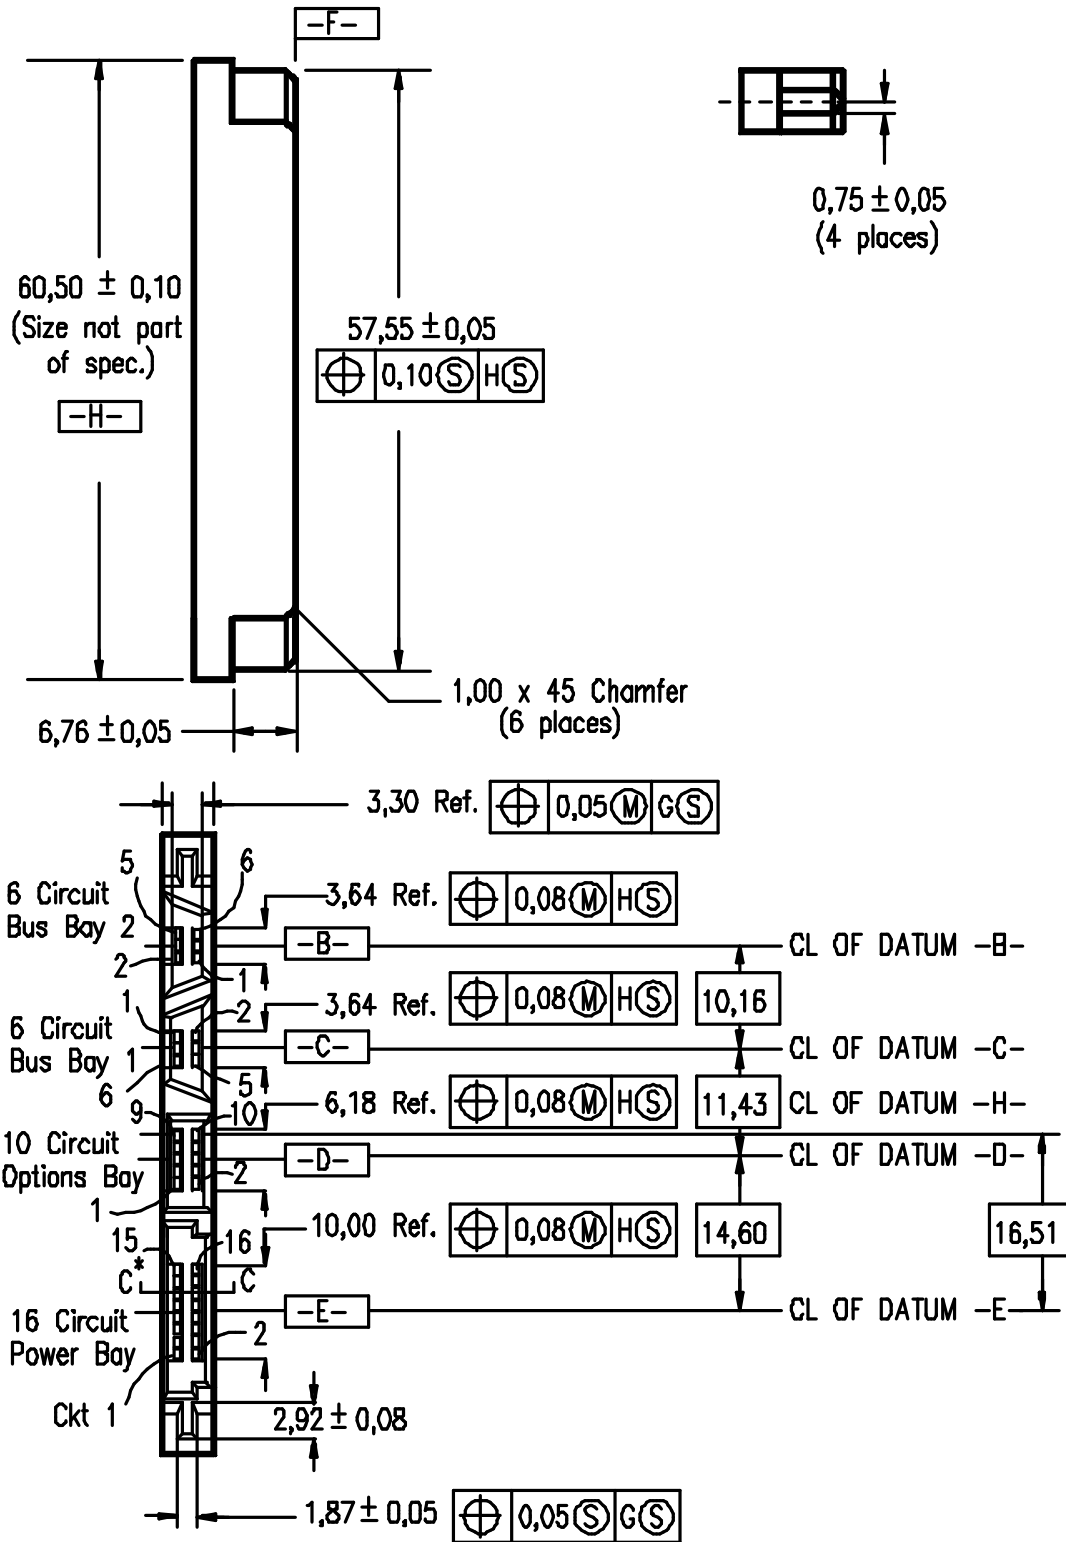 -F-
0,75 ± 0,05
(4 places)
60,50 ± 0,10
(Size not part
of spec.)
-H-
57,55 ± 0,05
0,10 Ⓢ H Ⓢ
1,00 x 45 Chamfer
(6 places)
6,76 ± 0,05
3,30 Ref. 0,05 Ⓜ G Ⓢ
5 6
6 Circuit
Bus Bay 2
2 1
3,64 Ref. 0,08 Ⓜ H Ⓢ
-B- CL OF DATUM -B-
10,16
1 2
6 Circuit
Bus Bay 1
6 5
3,64 Ref. 0,08 Ⓜ H Ⓢ
-C- CL OF DATUM -C-
11,43 CL OF DATUM -H-
9 10
6,18 Ref. 0,08 Ⓜ H Ⓢ
10 Circuit
Options Bay
1 2
-D- CL OF DATUM -D-
14,60 16,51
10,00 Ref. 0,08 Ⓜ H Ⓢ
15 16
C* C
-E- CL OF DATUM -E-
16 Circuit
Power Bay
2
Ckt 1
2,92 ± 0,08
1,87 ± 0,05 0,05 Ⓢ G Ⓢ